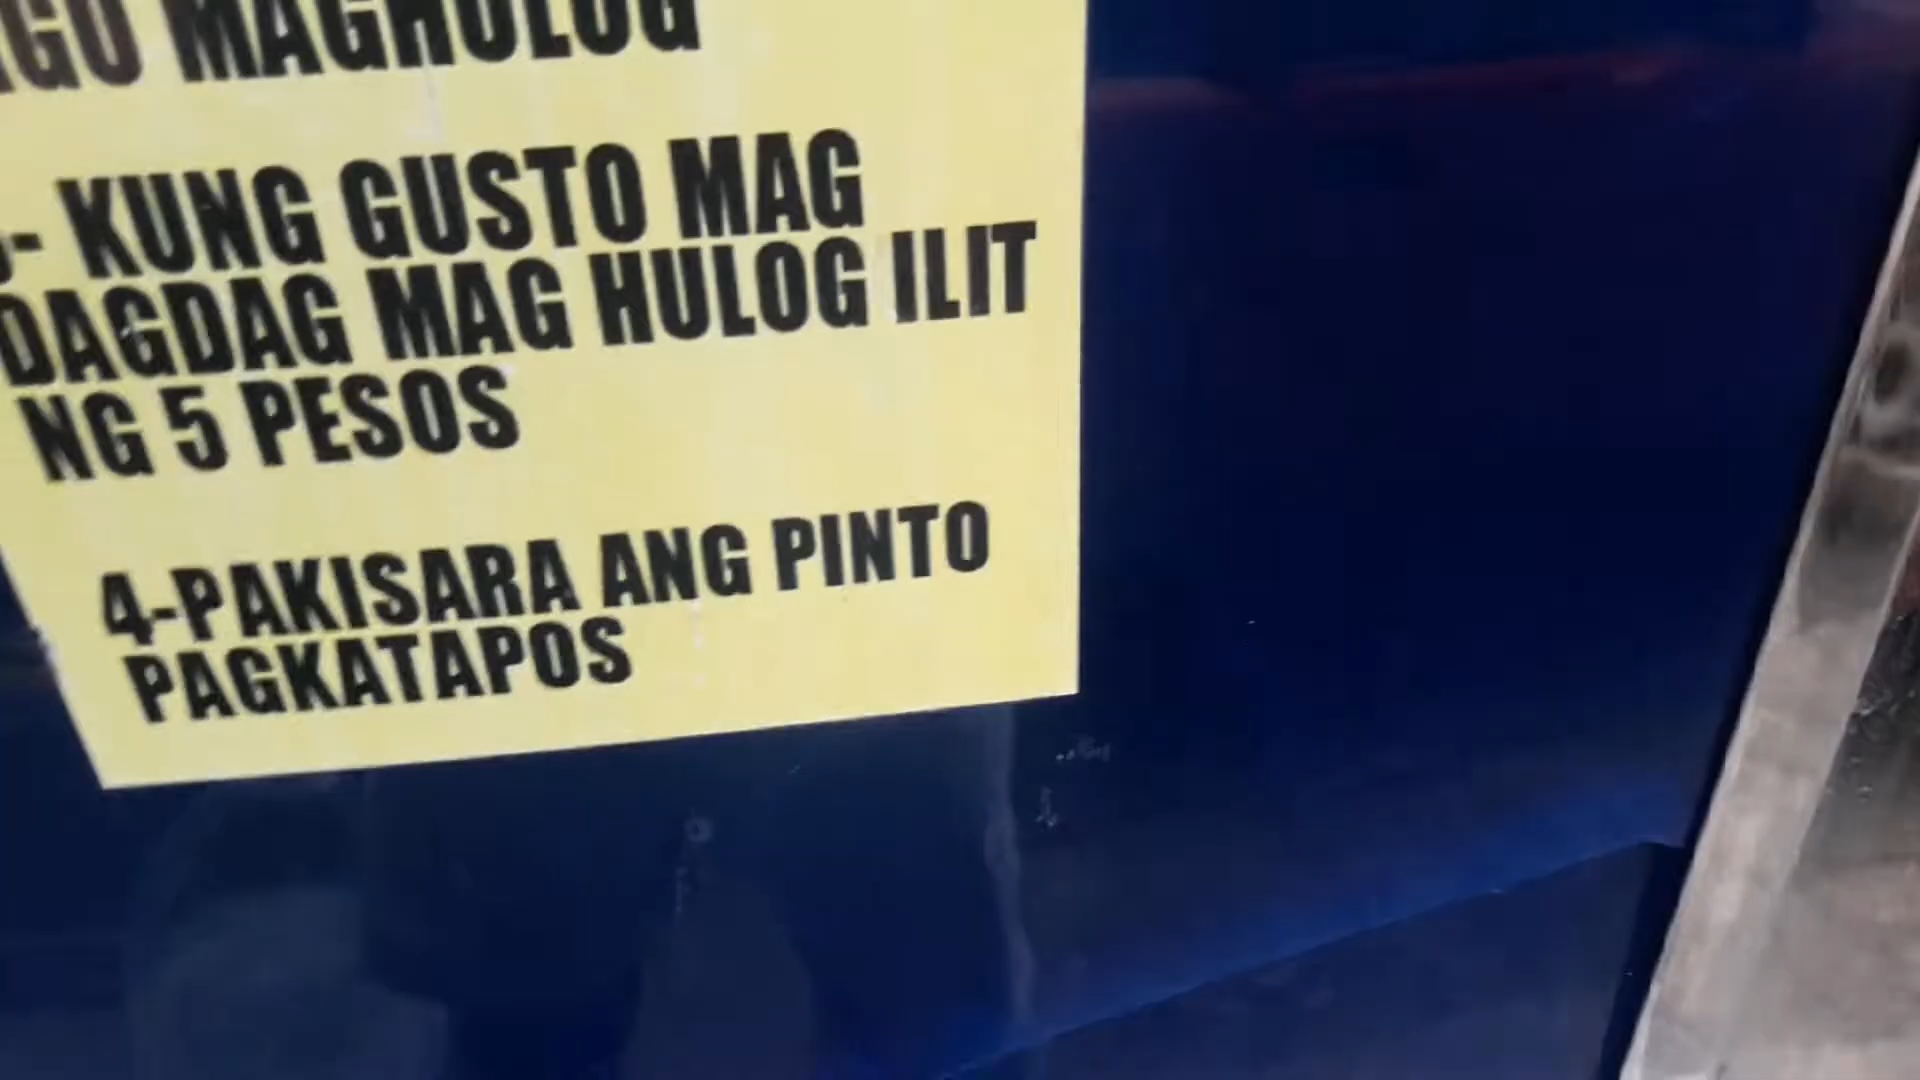 MAGHULOG
- KUNG GUSTO MAG
DAGDAG MAG HULOG ILIT
NG 5 PESOS
4-PAKISARA ANG PINTO
PAGKATAPOS